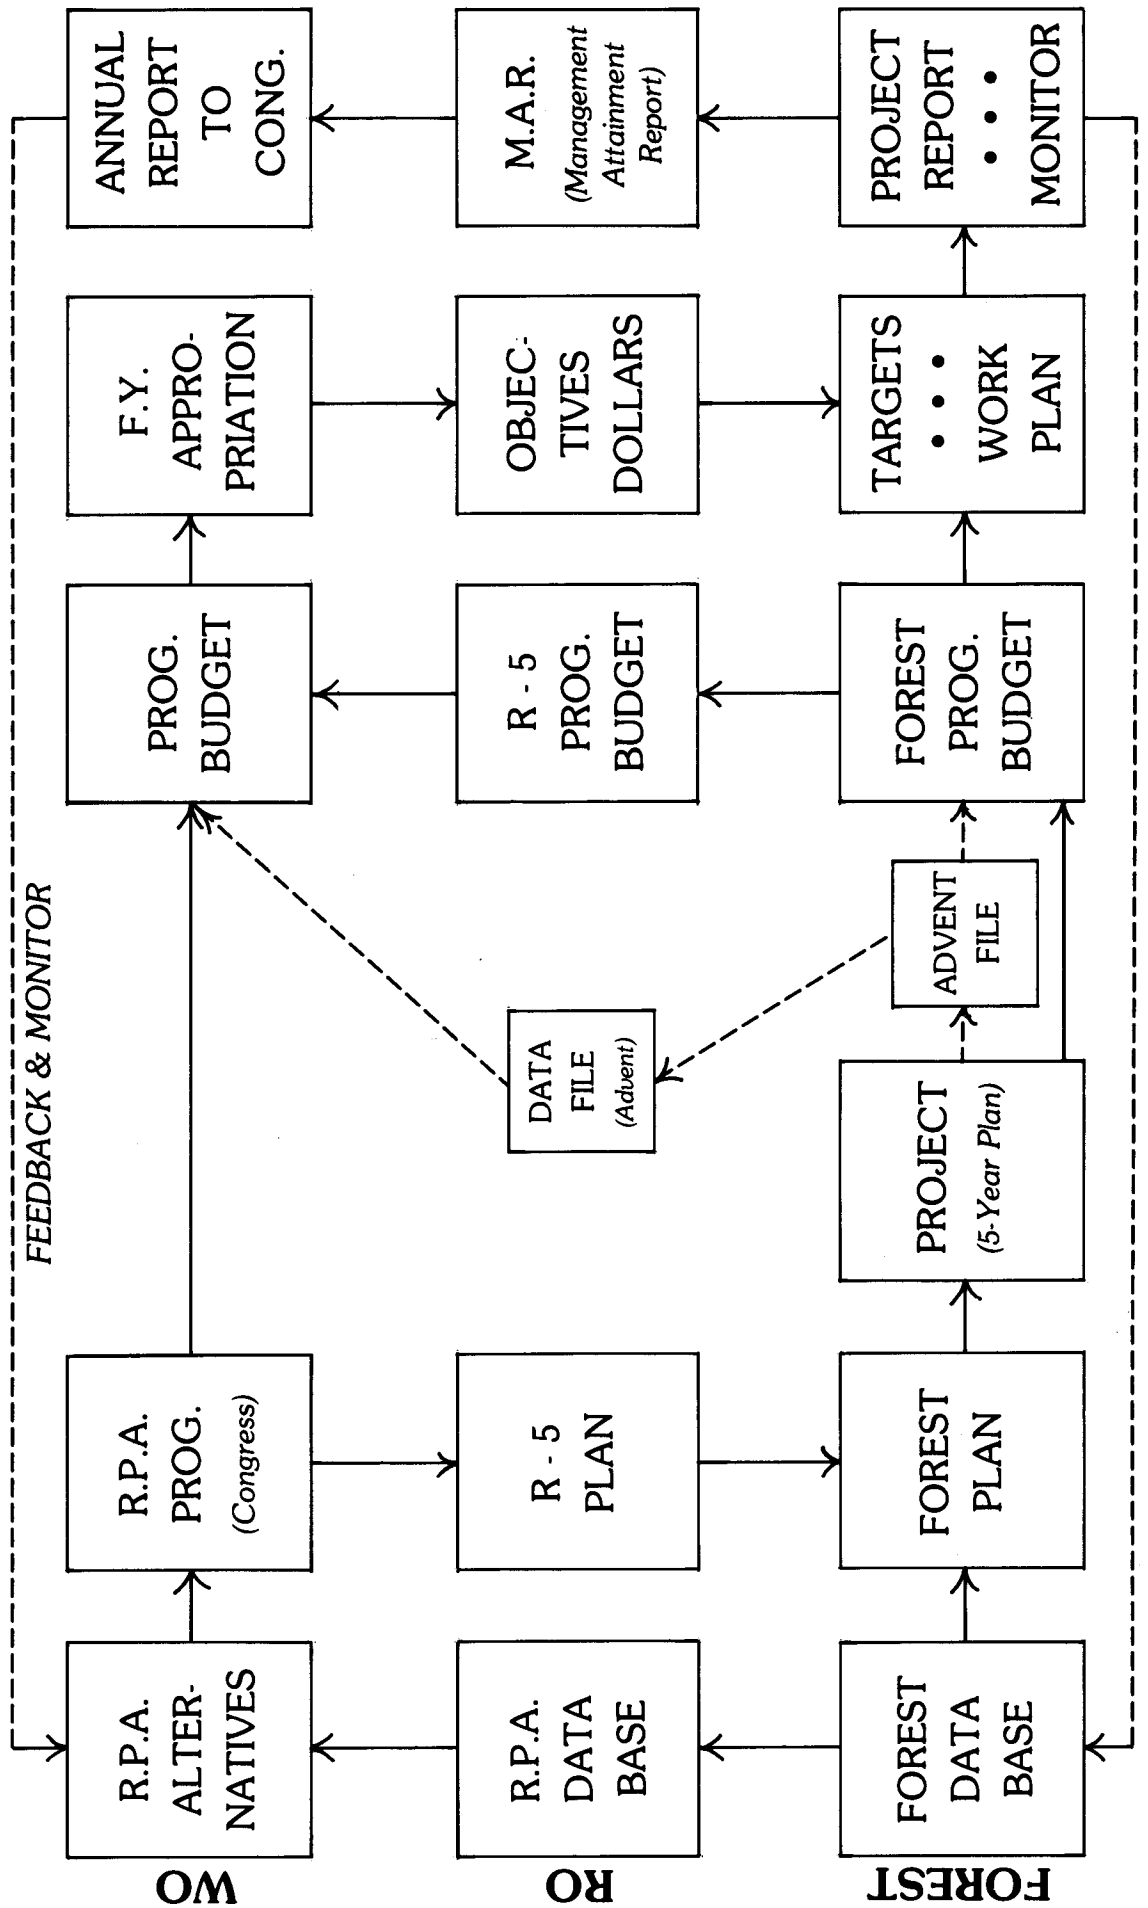 FEEDBACK & MONITOR
WO
R.P.A.
ALTER-
NATIVES
R.P.A.
PROG.
(Congress)
PROG.
BUDGET
F.Y.
APPRO-
PRIATION
ANNUAL
REPORT
TO
CONG.
RO
R.P.A.
DATA
BASE
R - 5
PLAN
DATA
FILE
(Advent)
R - 5
PROG.
BUDGET
OBJEC-
TIVES
DOLLARS
M.A.R.
(Management
Attainment
Report)
FOREST
FOREST
DATA
BASE
FOREST
PLAN
PROJECT
(5-Year Plan)
ADVENT
FILE
FOREST
PROG.
BUDGET
TARGETS
• • •
WORK
PLAN
PROJECT
REPORT
• • •
MONITOR